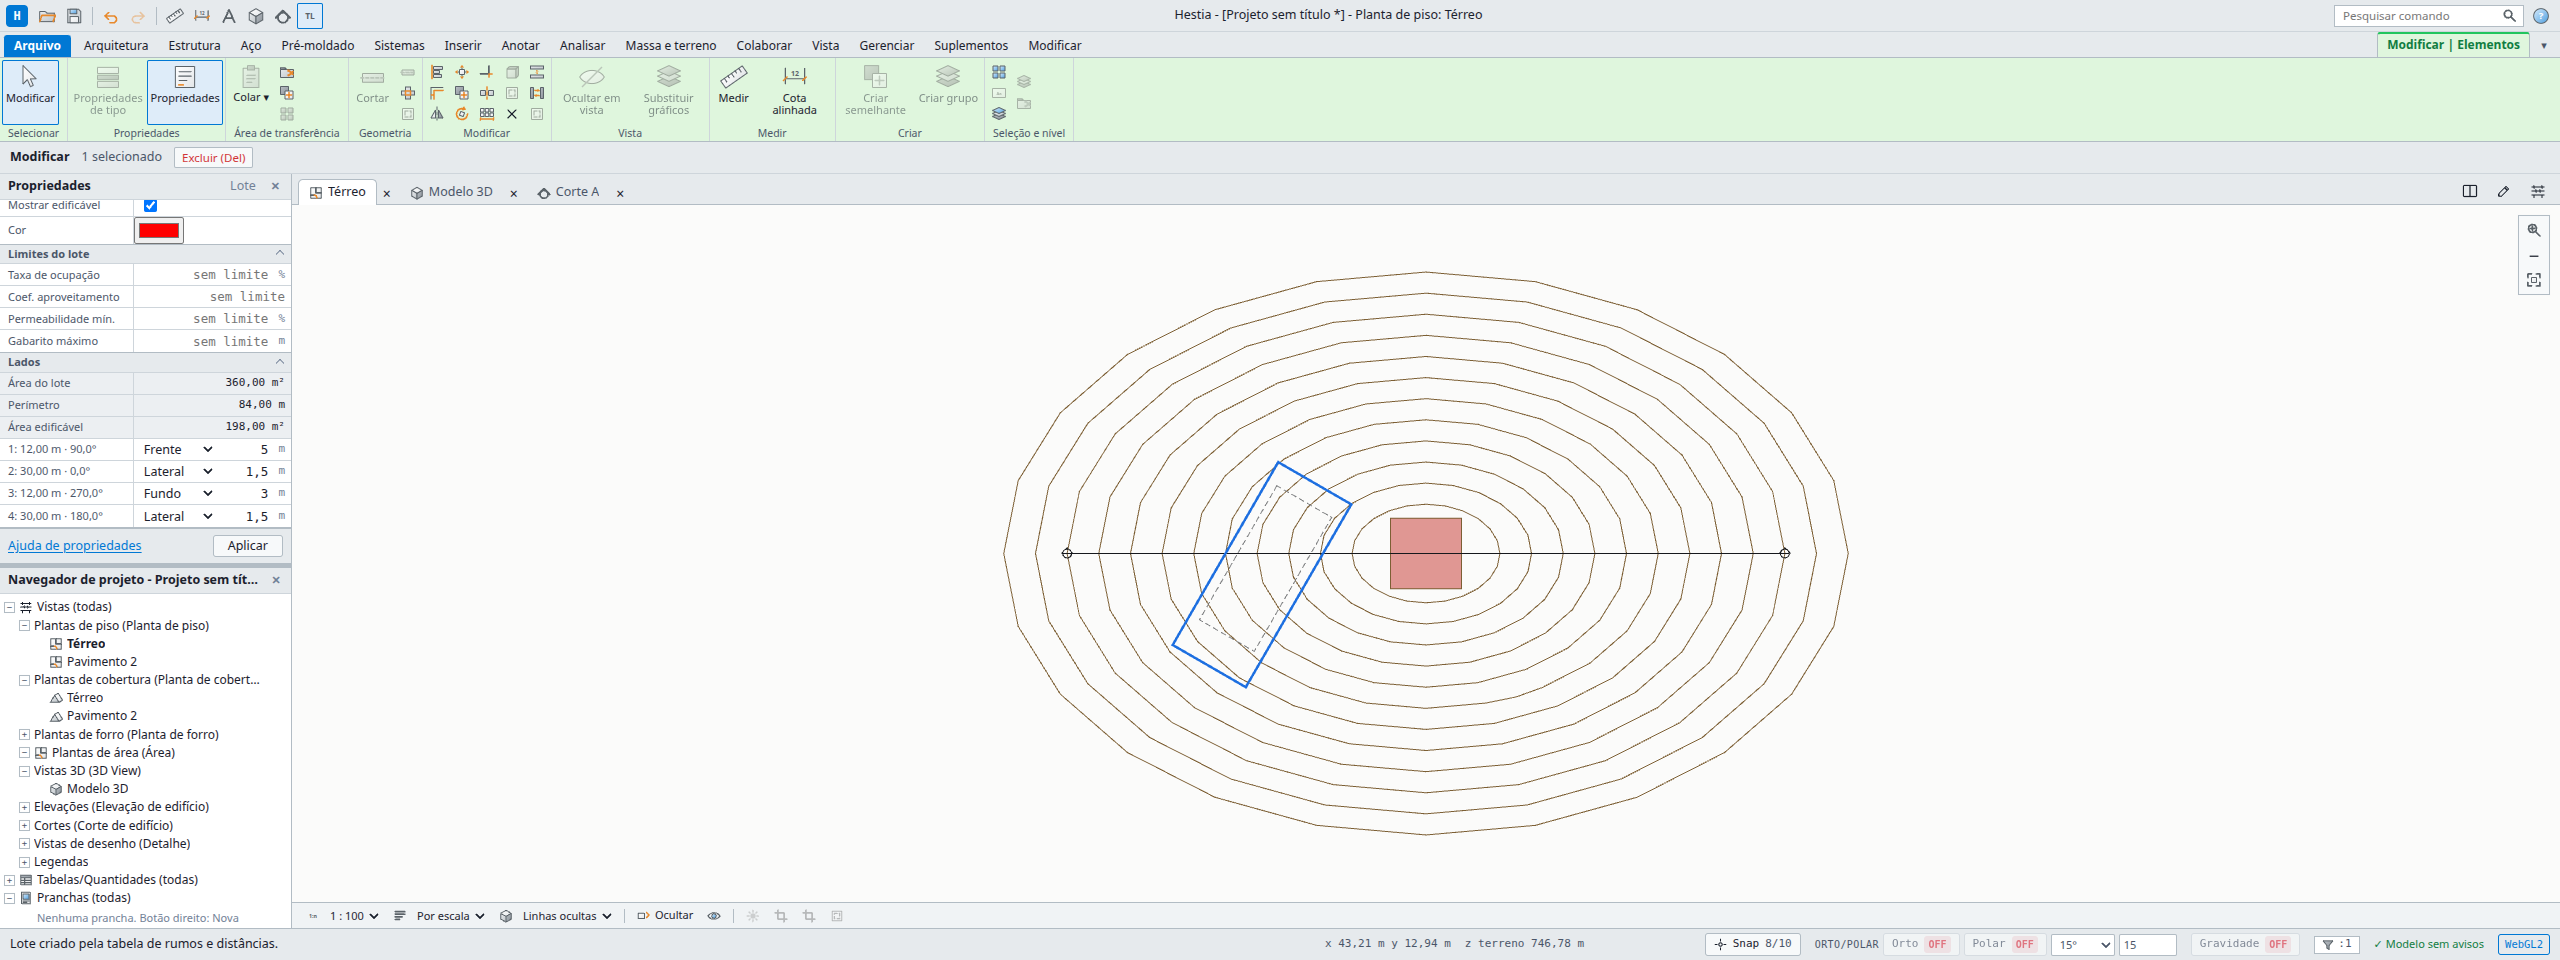 H
TL
Hestia - [Projeto sem título *] - Planta de piso: Térreo
Pesquisar comando
?
Arquivo Arquitetura Estrutura Aço Pré-moldado Sistemas Inserir Anotar Analisar Massa e terreno Colaborar Vista Gerenciar Suplementos Modificar
Modificar | Elementos
Modificar
Propriedades de tipo
Propriedades
Colar
Cortar
Ocultar em vista
Substituir gráficos
Medir
12
Cota alinhada
Criar semelhante
Criar grupo
Selecionar Propriedades Área de transferência Geometria Modificar Vista Medir Criar Seleção e nível
Modificar 1 selecionado Excluir (Del)
Propriedades Lote
Mostrar edificável
Cor
Limites do lote
Taxa de ocupação sem limite %
Coef. aproveitamento sem limite
Permeabilidade mín. sem limite %
Gabarito máximo sem limite m
Lados
Área do lote 360,00 m²
Perímetro 84,00 m
Área edificável 198,00 m²
1: 12,00 m · 90,0° Frente 5 m
2: 30,00 m · 0,0° Lateral 1,5 m
3: 12,00 m · 270,0° Fundo 3 m
4: 30,00 m · 180,0° Lateral 1,5 m
Ajuda de propriedades Aplicar
Navegador de projeto - Projeto sem tít...
Vistas (todas)
Plantas de piso (Planta de piso)
Térreo
Pavimento 2
Plantas de cobertura (Planta de cobert...
Térreo
Pavimento 2
Plantas de forro (Planta de forro)
Plantas de área (Área)
Vistas 3D (3D View)
Modelo 3D
Elevações (Elevação de edifício)
Cortes (Corte de edifício)
Vistas de desenho (Detalhe)
Legendas
Tabelas/Quantidades (todas)
Pranchas (todas)
Nenhuma prancha. Botão direito: Nova
Térreo Modelo 3D Corte A
1 : 100 Por escala Linhas ocultas Ocultar
Lote criado pela tabela de rumos e distâncias.
x 43,21 m y 12,94 m z terreno 746,78 m
Snap 8/10 ORTO/POLAR Orto OFF Polar OFF 15° 15 Gravidade OFF :1 ✓ Modelo sem avisos WebGL2